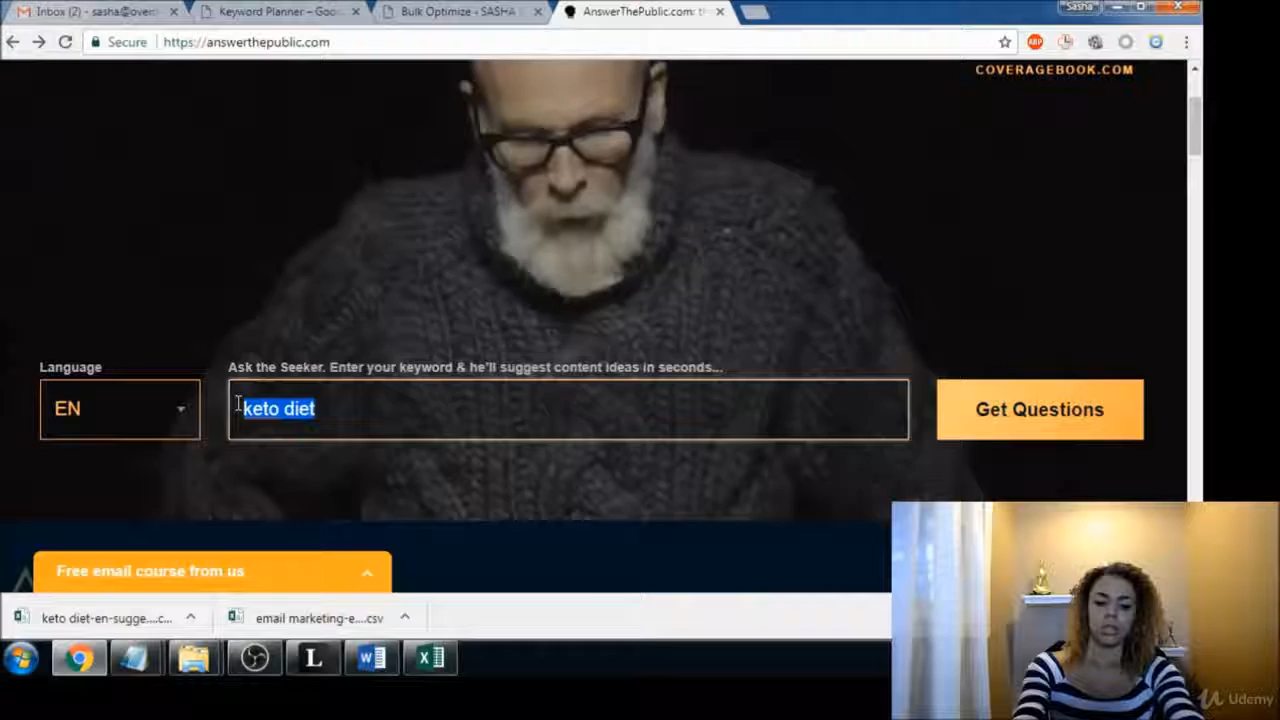 Inbox (2) - sasha@over
Keyword Planner – Goo
Bulk Optimize - SASHA
AnswerThePublic.com: t
Sasha
Secure
https://answerthepublic.com
ABP
COVERAGEBOOK.COM
Language
Ask the Seeker. Enter your keyword & he'll suggest content ideas in seconds...
EN
keto diet
Get Questions
Free email course from us
keto diet-en-sugge....c...
email marketing-e....csv
L
Udemy